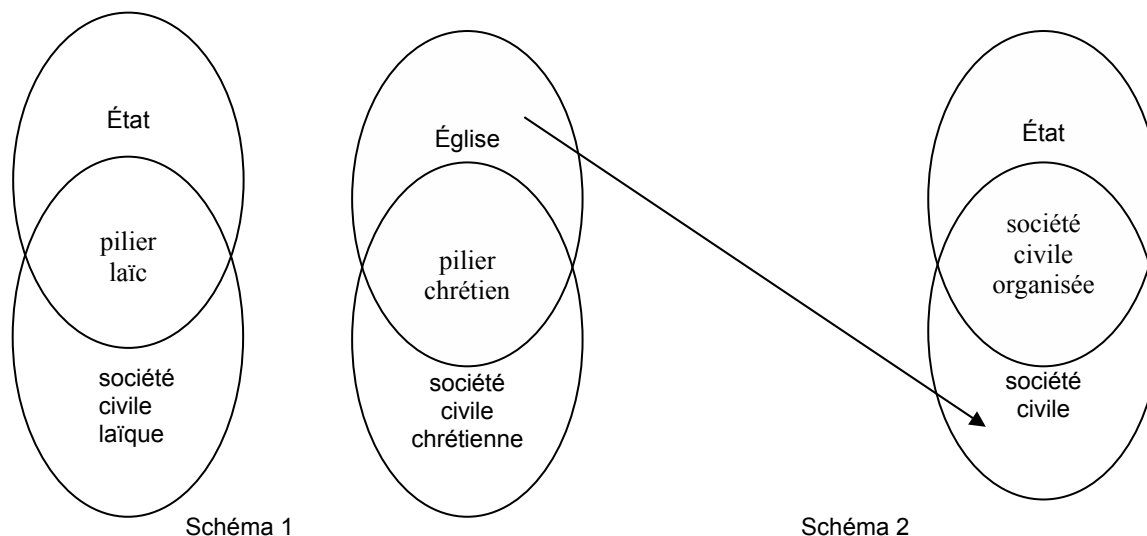 État
pilier
laïc
société
civile
laïque
Église
pilier
chrétien
société
civile
chrétienne
Schéma 1
État
société
civile
organisée
société
civile
Schéma 2